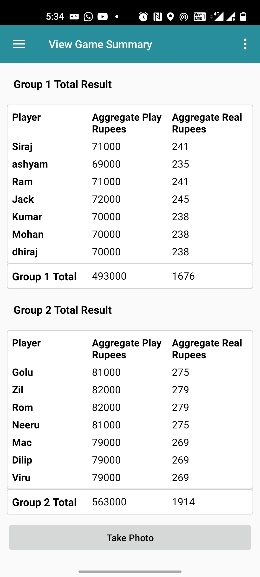 5:34
View Game Summary
Group 1 Total Result
Player Aggregate Play Rupees Aggregate Real Rupees
Siraj 71000 241
ashyam 69000 235
Ram 71000 241
Jack 72000 245
Kumar 70000 238
Mohan 70000 238
dhiraj 70000 238
Group 1 Total 493000 1676
Group 2 Total Result
Player Aggregate Play Rupees Aggregate Real Rupees
Golu 81000 275
Zil 82000 279
Rom 82000 279
Neeru 81000 275
Mac 79000 269
Dilip 79000 269
Viru 79000 269
Group 2 Total 563000 1914
Take Photo